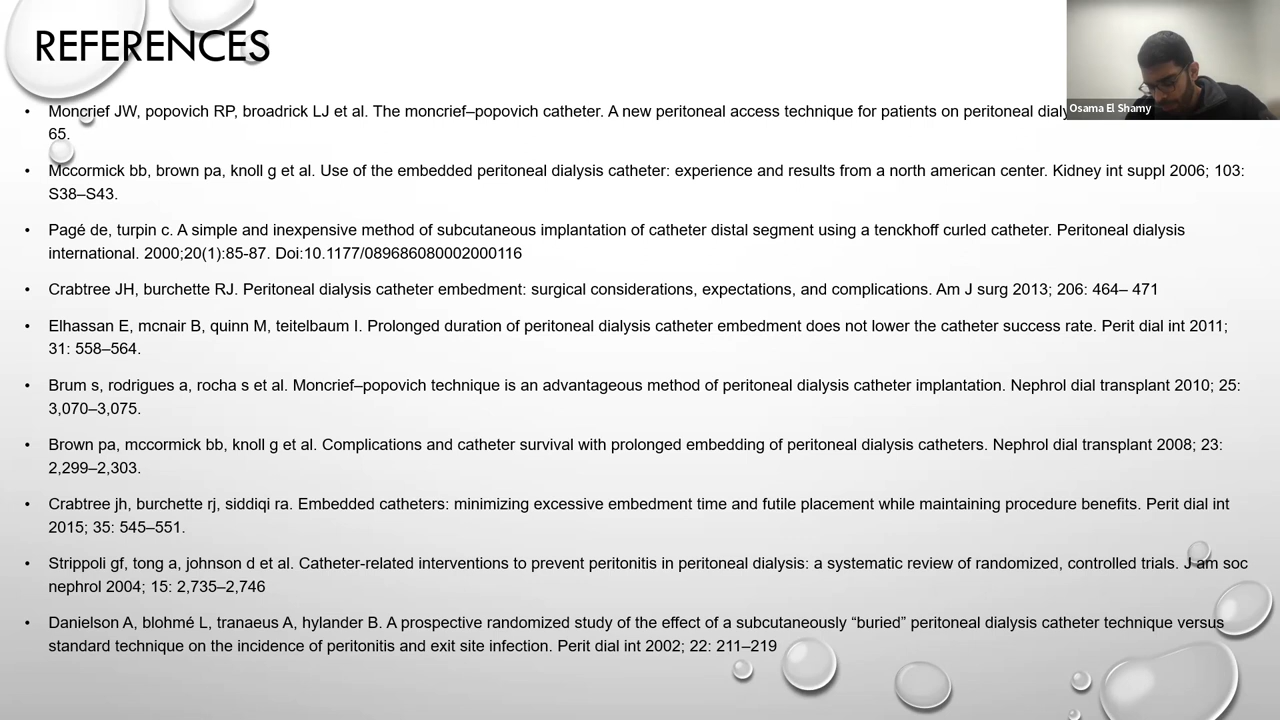 REFERENCES
Osama El Shamy
• Moncrief JW, popovich RP, broadrick LJ et al. The moncrief–popovich catheter. A new peritoneal access technique for patients on peritoneal
65.
• Mccormick bb, brown pa, knoll g et al. Use of the embedded peritoneal dialysis catheter: experience and results from a north american center. Kidney int suppl 2006; 103:
S38–S43.
• Pagé de, turpin c. A simple and inexpensive method of subcutaneous implantation of catheter distal segment using a tenckhoff curled catheter. Peritoneal dialysis
international. 2000;20(1):85-87. Doi:10.1177/089686080002000116
• Crabtree JH, burchette RJ. Peritoneal dialysis catheter embedment: surgical considerations, expectations, and complications. Am J surg 2013; 206: 464– 471
• Elhassan E, mcnair B, quinn M, teitelbaum I. Prolonged duration of peritoneal dialysis catheter embedment does not lower the catheter success rate. Perit dial int 2011;
31: 558–564.
• Brum s, rodrigues a, rocha s et al. Moncrief–popovich technique is an advantageous method of peritoneal dialysis catheter implantation. Nephrol dial transplant 2010; 25:
3,070–3,075.
• Brown pa, mccormick bb, knoll g et al. Complications and catheter survival with prolonged embedding of peritoneal dialysis catheters. Nephrol dial transplant 2008; 23:
2,299–2,303.
• Crabtree jh, burchette rj, siddiqi ra. Embedded catheters: minimizing excessive embedment time and futile placement while maintaining procedure benefits. Perit dial int
2015; 35: 545–551.
• Strippoli gf, tong a, johnson d et al. Catheter-related interventions to prevent peritonitis in peritoneal dialysis: a systematic review of randomized, controlled trials. J am soc
nephrol 2004; 15: 2,735–2,746
• Danielson A, blohmé L, tranaeus A, hylander B. A prospective randomized study of the effect of a subcutaneously “buried” peritoneal dialysis catheter technique versus
standard technique on the incidence of peritonitis and exit site infection. Perit dial int 2002; 22: 211–219